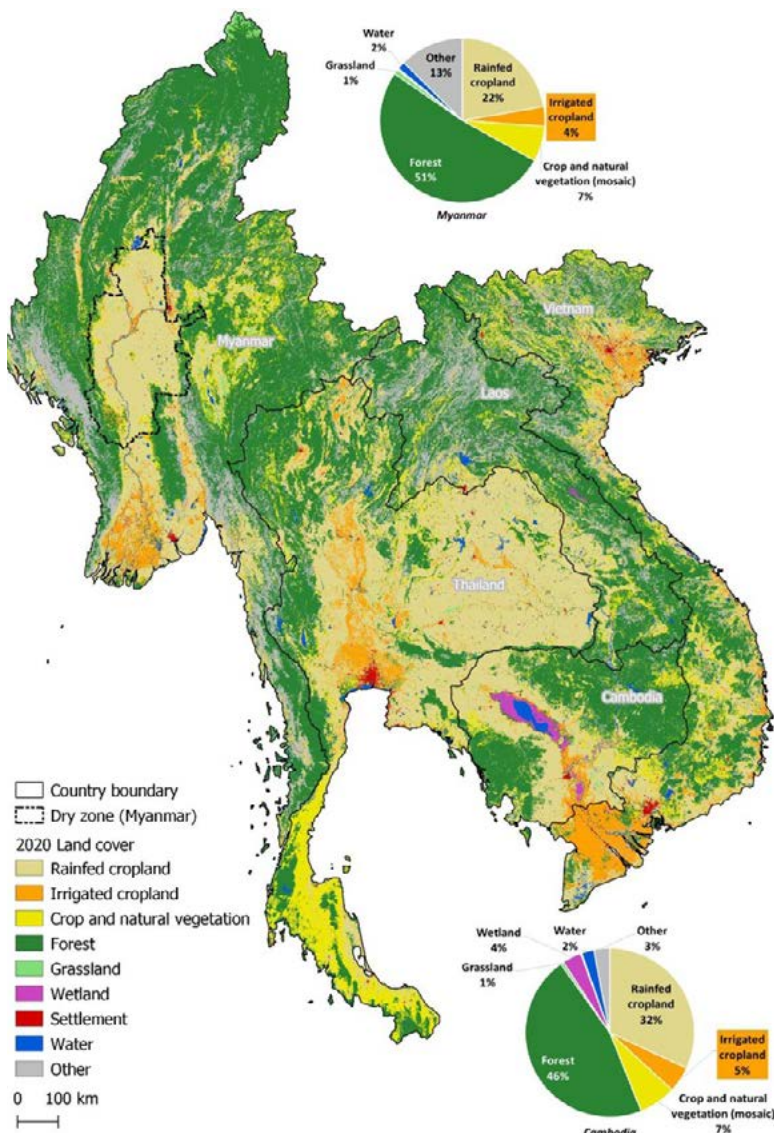 Water
2%
Other
13%
Grassland
1%
Rainfed
cropland
22%
Irrigated
cropland
4%
Forest
51%
Crop and natural
vegetation (mosaic)
7%
Myanmar
Vietnam
Myanmar
Laos
Thailand
Cambodia
Country boundary
Dry zone (Myanmar)
2020 Land cover
Rainfed cropland
Irrigated cropland
Crop and natural vegetation
Forest
Grassland
Wetland
Settlement
Water
Other
0 100 km
Wetland
4%
Water
2%
Other
3%
Grassland
1%
Rainfed
cropland
32%
Irrigated
cropland
5%
Forest
46%
Crop and natural
vegetation (mosaic)
7%
Cambodia